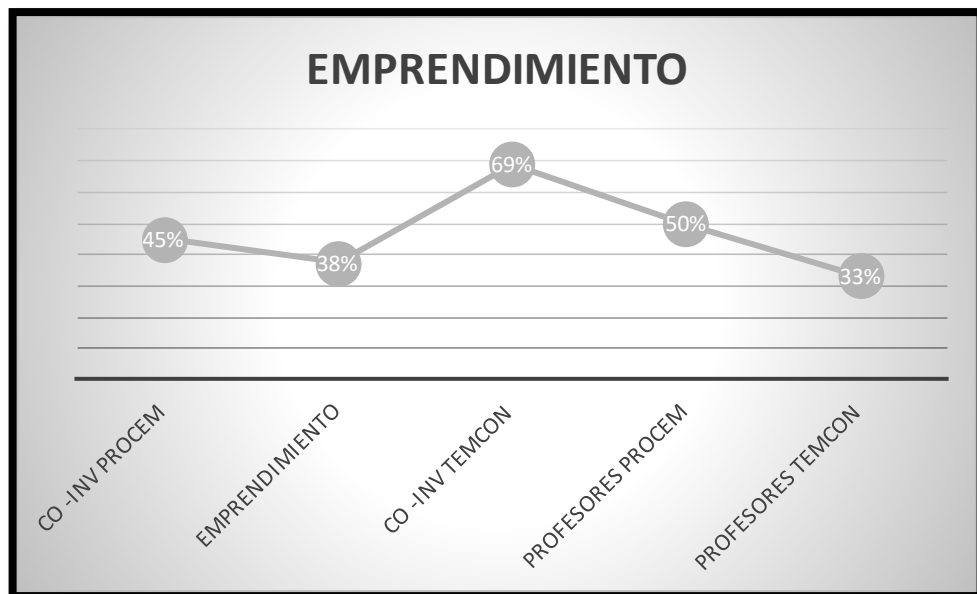 EMPRENDIMIENTO
69%
50%
45%
38%
33%
CO -INV PROCEM
EMPRENDIMIENTO
CO -INV TEMCON
PROFESORES PROCEM
PROFESORES TEMCON